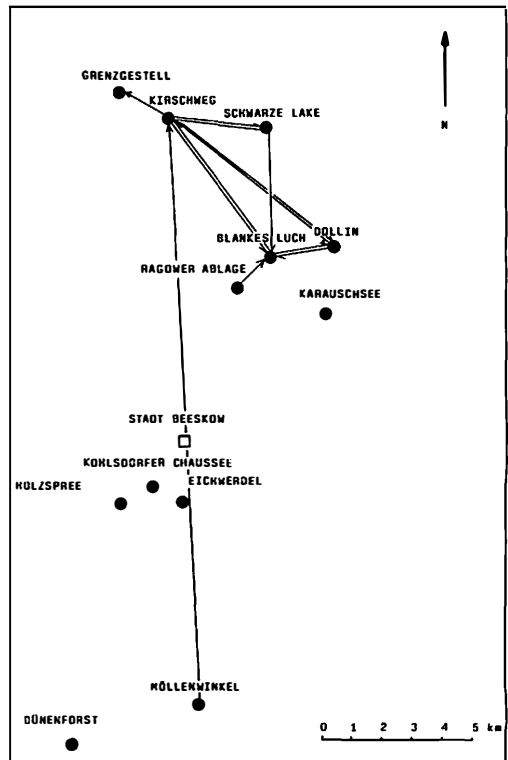 GRENZGESTELL
KIRSCHWEG
SCHWARZE LAKE
N
BLANKES LUCH DOLLIN
RAGOWER ABLAGE
KARAUSCHSEE
STADT BEESKOW
KOHLSDORFER CHAUSSEE
HOLZSPREE
EICHWERDEL
MÖLLENWINKEL
DÜNENFORST
0 1 2 3 4 5 km